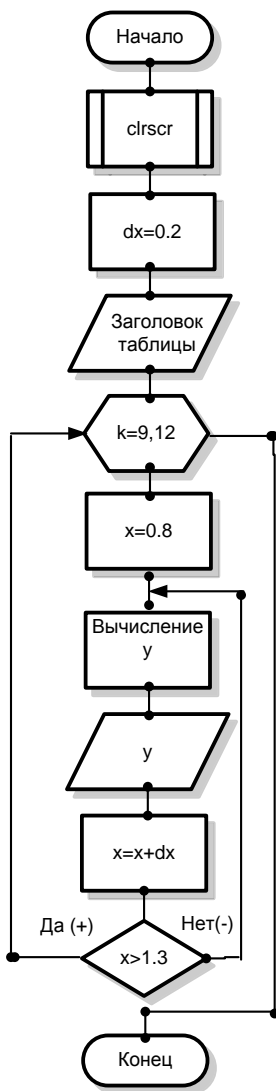 Начало
clrscr
dx=0.2
Заголовок
таблицы
k=9,12
x=0.8
Вычисление
y
y
x=x+dx
Да (+)
Нет(-)
x>1.3
Конец